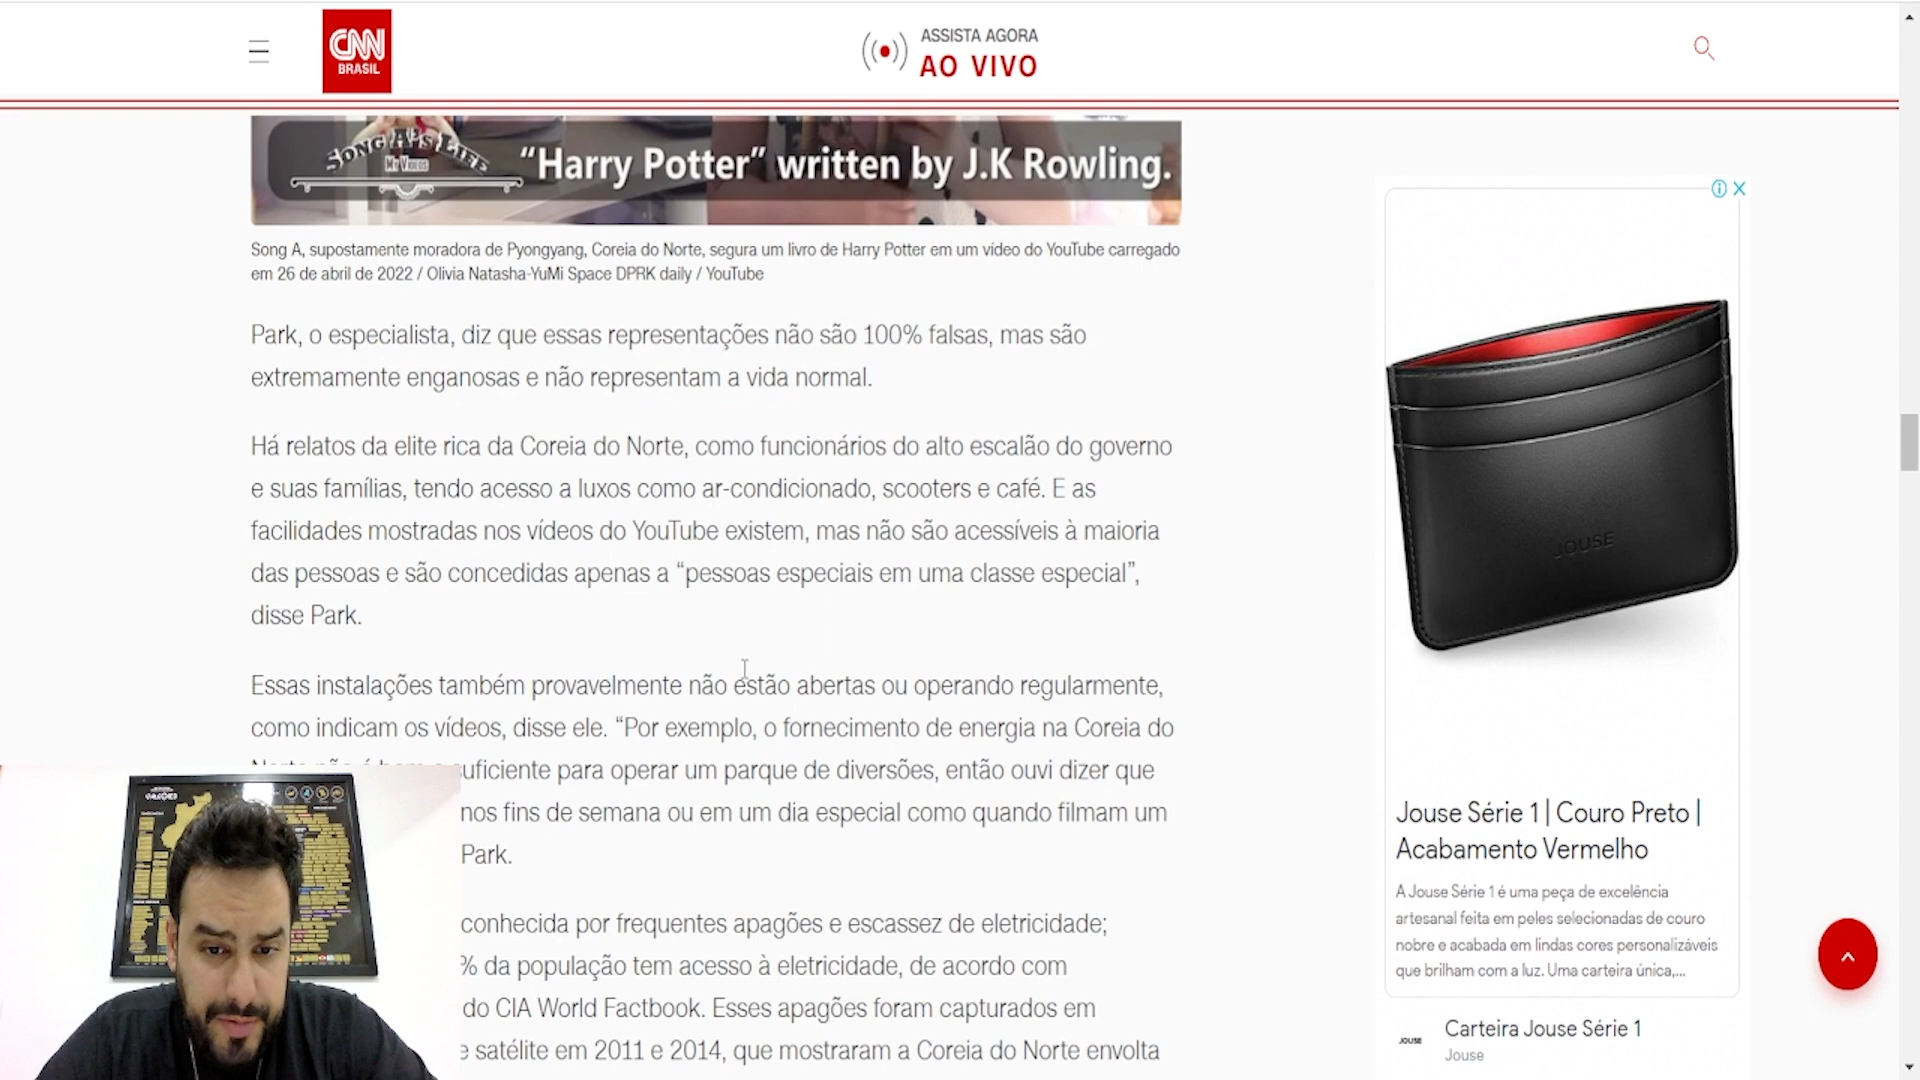 CNN
BRASIL
ASSISTA AGORA
AO VIVO
SONG A'S LIFE
MY VIDEOS
“Harry Potter” written by J.K Rowling.
Song A, supostamente moradora de Pyongyang, Coreia do Norte, segura um livro de Harry Potter em um vídeo do YouTube carregado
em 26 de abril de 2022 / Olivia Natasha-YuMi Space DPRK daily / YouTube
Park, o especialista, diz que essas representações não são 100% falsas, mas são
extremamente enganosas e não representam a vida normal.
Há relatos da elite rica da Coreia do Norte, como funcionários do alto escalão do governo
e suas famílias, tendo acesso a luxos como ar-condicionado, scooters e café. E as
facilidades mostradas nos vídeos do YouTube existem, mas não são acessíveis à maioria
das pessoas e são concedidas apenas a “pessoas especiais em uma classe especial”,
disse Park.
Essas instalações também provavelmente não estão abertas ou operando regularmente,
como indicam os vídeos, disse ele. “Por exemplo, o fornecimento de energia na Coreia do
suficiente para operar um parque de diversões, então ouvi dizer que
nos fins de semana ou em um dia especial como quando filmam um
Park.
conhecida por frequentes apagões e escassez de eletricidade;
% da população tem acesso à eletricidade, de acordo com
do CIA World Factbook. Esses apagões foram capturados em
e satélite em 2011 e 2014, que mostraram a Coreia do Norte envolta
JOUSE
Jouse Série 1 | Couro Preto |
Acabamento Vermelho
A Jouse Série 1 é uma peça de excelência
artesanal feita em peles selecionadas de couro
nobre e acabada em lindas cores personalizáveis
que brilham com a luz. Uma carteira única,...
JOUSE
Carteira Jouse Série 1
Jouse